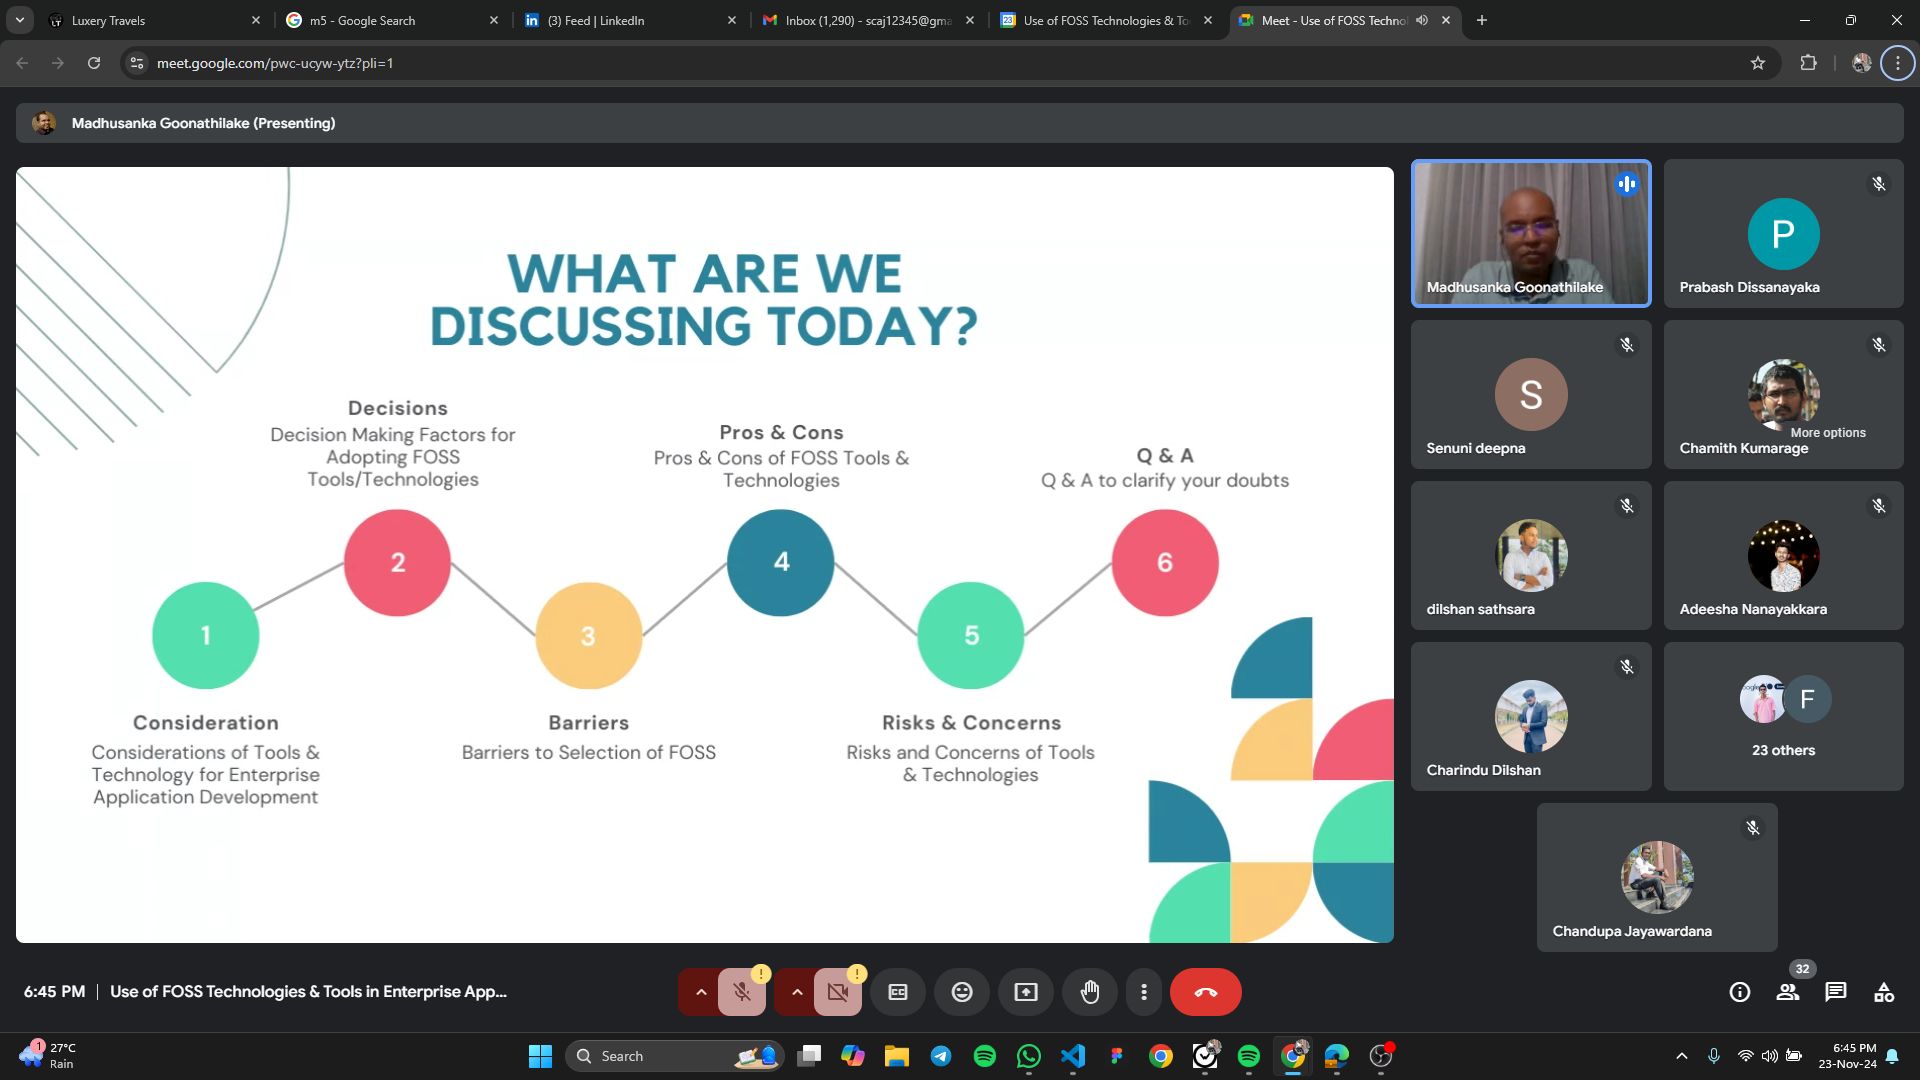 Luxery Travels
m5 - Google Search
(3) Feed | LinkedIn
Inbox (1,290) - scaj12345@gma
Use of FOSS Technologies & To
Meet - Use of FOSS Techno
meet.google.com/pwc-ucyw-ytz?pli=1
Madhusanka Goonathilake (Presenting)
WHAT ARE WE
DISCUSSING TODAY?
Decisions
Decision Making Factors for
Adopting FOSS
Tools/Technologies
Pros & Cons
Pros & Cons of FOSS Tools &
Technologies
Q & A
Q & A to clarify your doubts
1
2
3
4
5
6
Consideration
Considerations of Tools &
Technology for Enterprise
Application Development
Barriers
Barriers to Selection of FOSS
Risks & Concerns
Risks and Concerns of Tools
& Technologies
Madhusanka Goonathilake
P
Prabash Dissanayaka
S
Senuni deepna
More options
Chamith Kumarage
dilshan sathsara
Adeesha Nanayakkara
Charindu Dilshan
F
23 others
Chandupa Jayawardana
6:45 PM | Use of FOSS Technologies & Tools in Enterprise App...
32
1
27°C
Rain
Search
6:45 PM
23-Nov-24